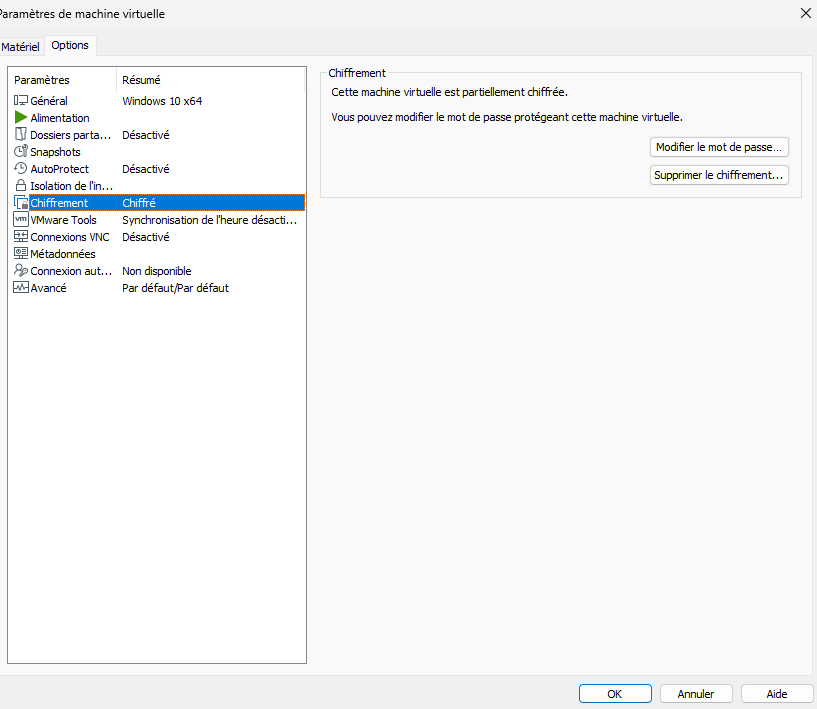 Paramètres de machine virtuelle
Matériel Options
Paramètres Résumé
Général Windows 10 x64
Alimentation
Dossiers parta... Désactivé
Snapshots
AutoProtect Désactivé
Isolation de l'in...
Chiffrement Chiffré
vm VMware Tools Synchronisation de l'heure désacti...
Connexions VNC Désactivé
Métadonnées
Connexion aut... Non disponible
Avancé Par défaut/Par défaut
Chiffrement
Cette machine virtuelle est partiellement chiffrée.
Vous pouvez modifier le mot de passe protégeant cette machine virtuelle.
Modifier le mot de passe...
Supprimer le chiffrement...
OK Annuler Aide